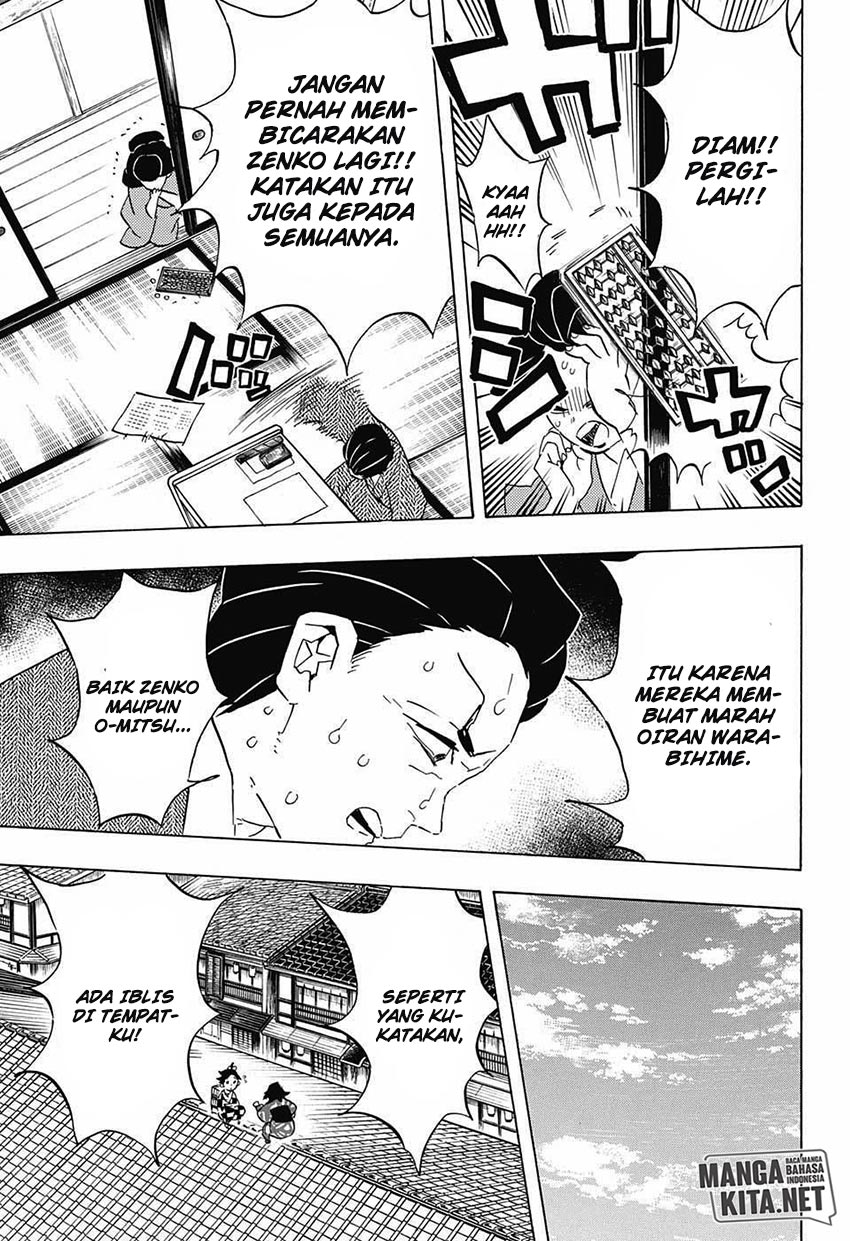 DIAM!!
PERGI-
LAH!!
KYAA
AAH
HH!!
JANGAN
PERNAH MEM-
BICARAKAN
ZENKO LAGI!!
KATAKAN ITU
JUGA KEPADA
SEMUANYA.
ITU KARENA
MEREKA MEM-
BUAT MARAH
OIRAN WARA-
BIHIME.
BAIK ZENKO
MAUPUN
O-MITSU...
SEPERTI
YANG KU-
KATAKAN,
ADA IBLIS
DI TEMPAT-
KU!
MANGA
KITA.NET
BACA MANGA
BAHASA
INDONESIA